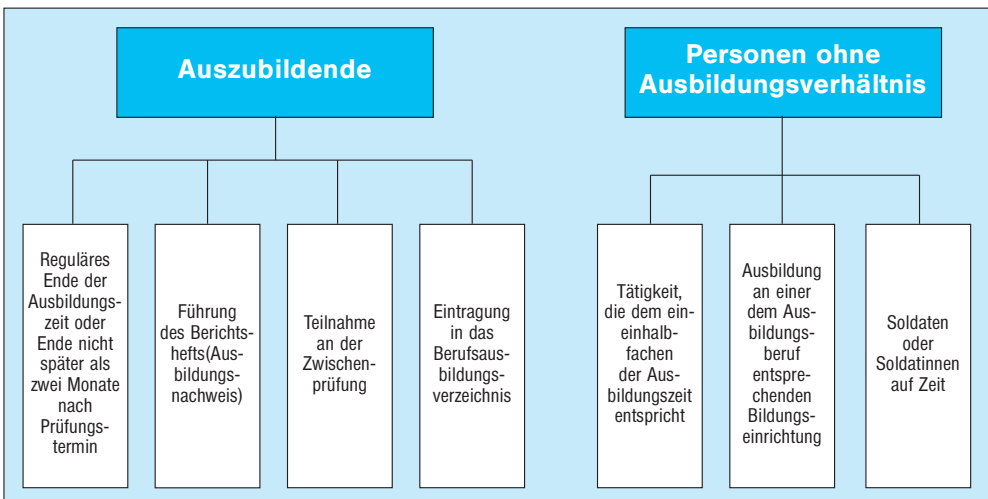 Auszubildende
Reguläres
Ende der
Ausbildungs-
zeit oder
Ende nicht
später als
zwei Monate
nach
Prüfungs-
termin
Führung
des Berichts-
hefts(Aus-
bildungs-
nachweis)
Teilnahme
an der
Zwischen-
prüfung
Eintragung
in das
Berufsaus-
bildungs-
verzeichnis
Personen ohne
Ausbildungsverhältnis
Tätigkeit,
die dem ein-
einhalb-
fachen
der Aus-
bildungszeit
entspricht
Ausbildung
an einer
dem Aus-
bildungs-
beruf
entspre-
chenden
Bildungs-
einrichtung
Soldaten
oder
Soldatinnen
auf Zeit